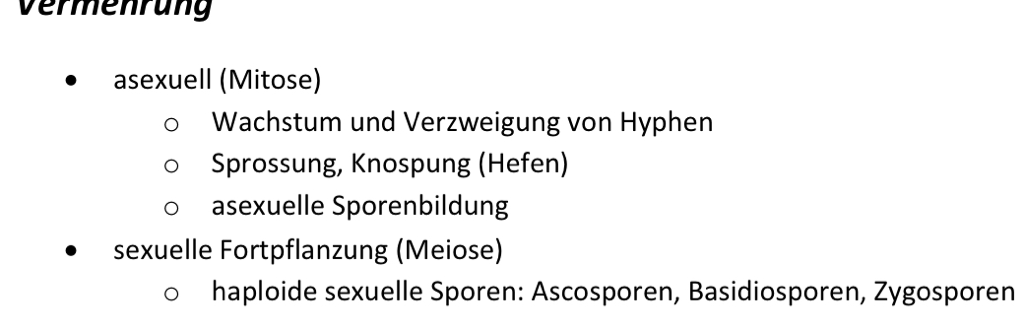 Vermehrung
• asexuell (Mitose)
o Wachstum und Verzweigung von Hyphen
o Sprossung, Knospung (Hefen)
o asexuelle Sporenbildung
• sexuelle Fortpflanzung (Meiose)
o haploide sexuelle Sporen: Ascosporen, Basidiosporen, Zygosporen